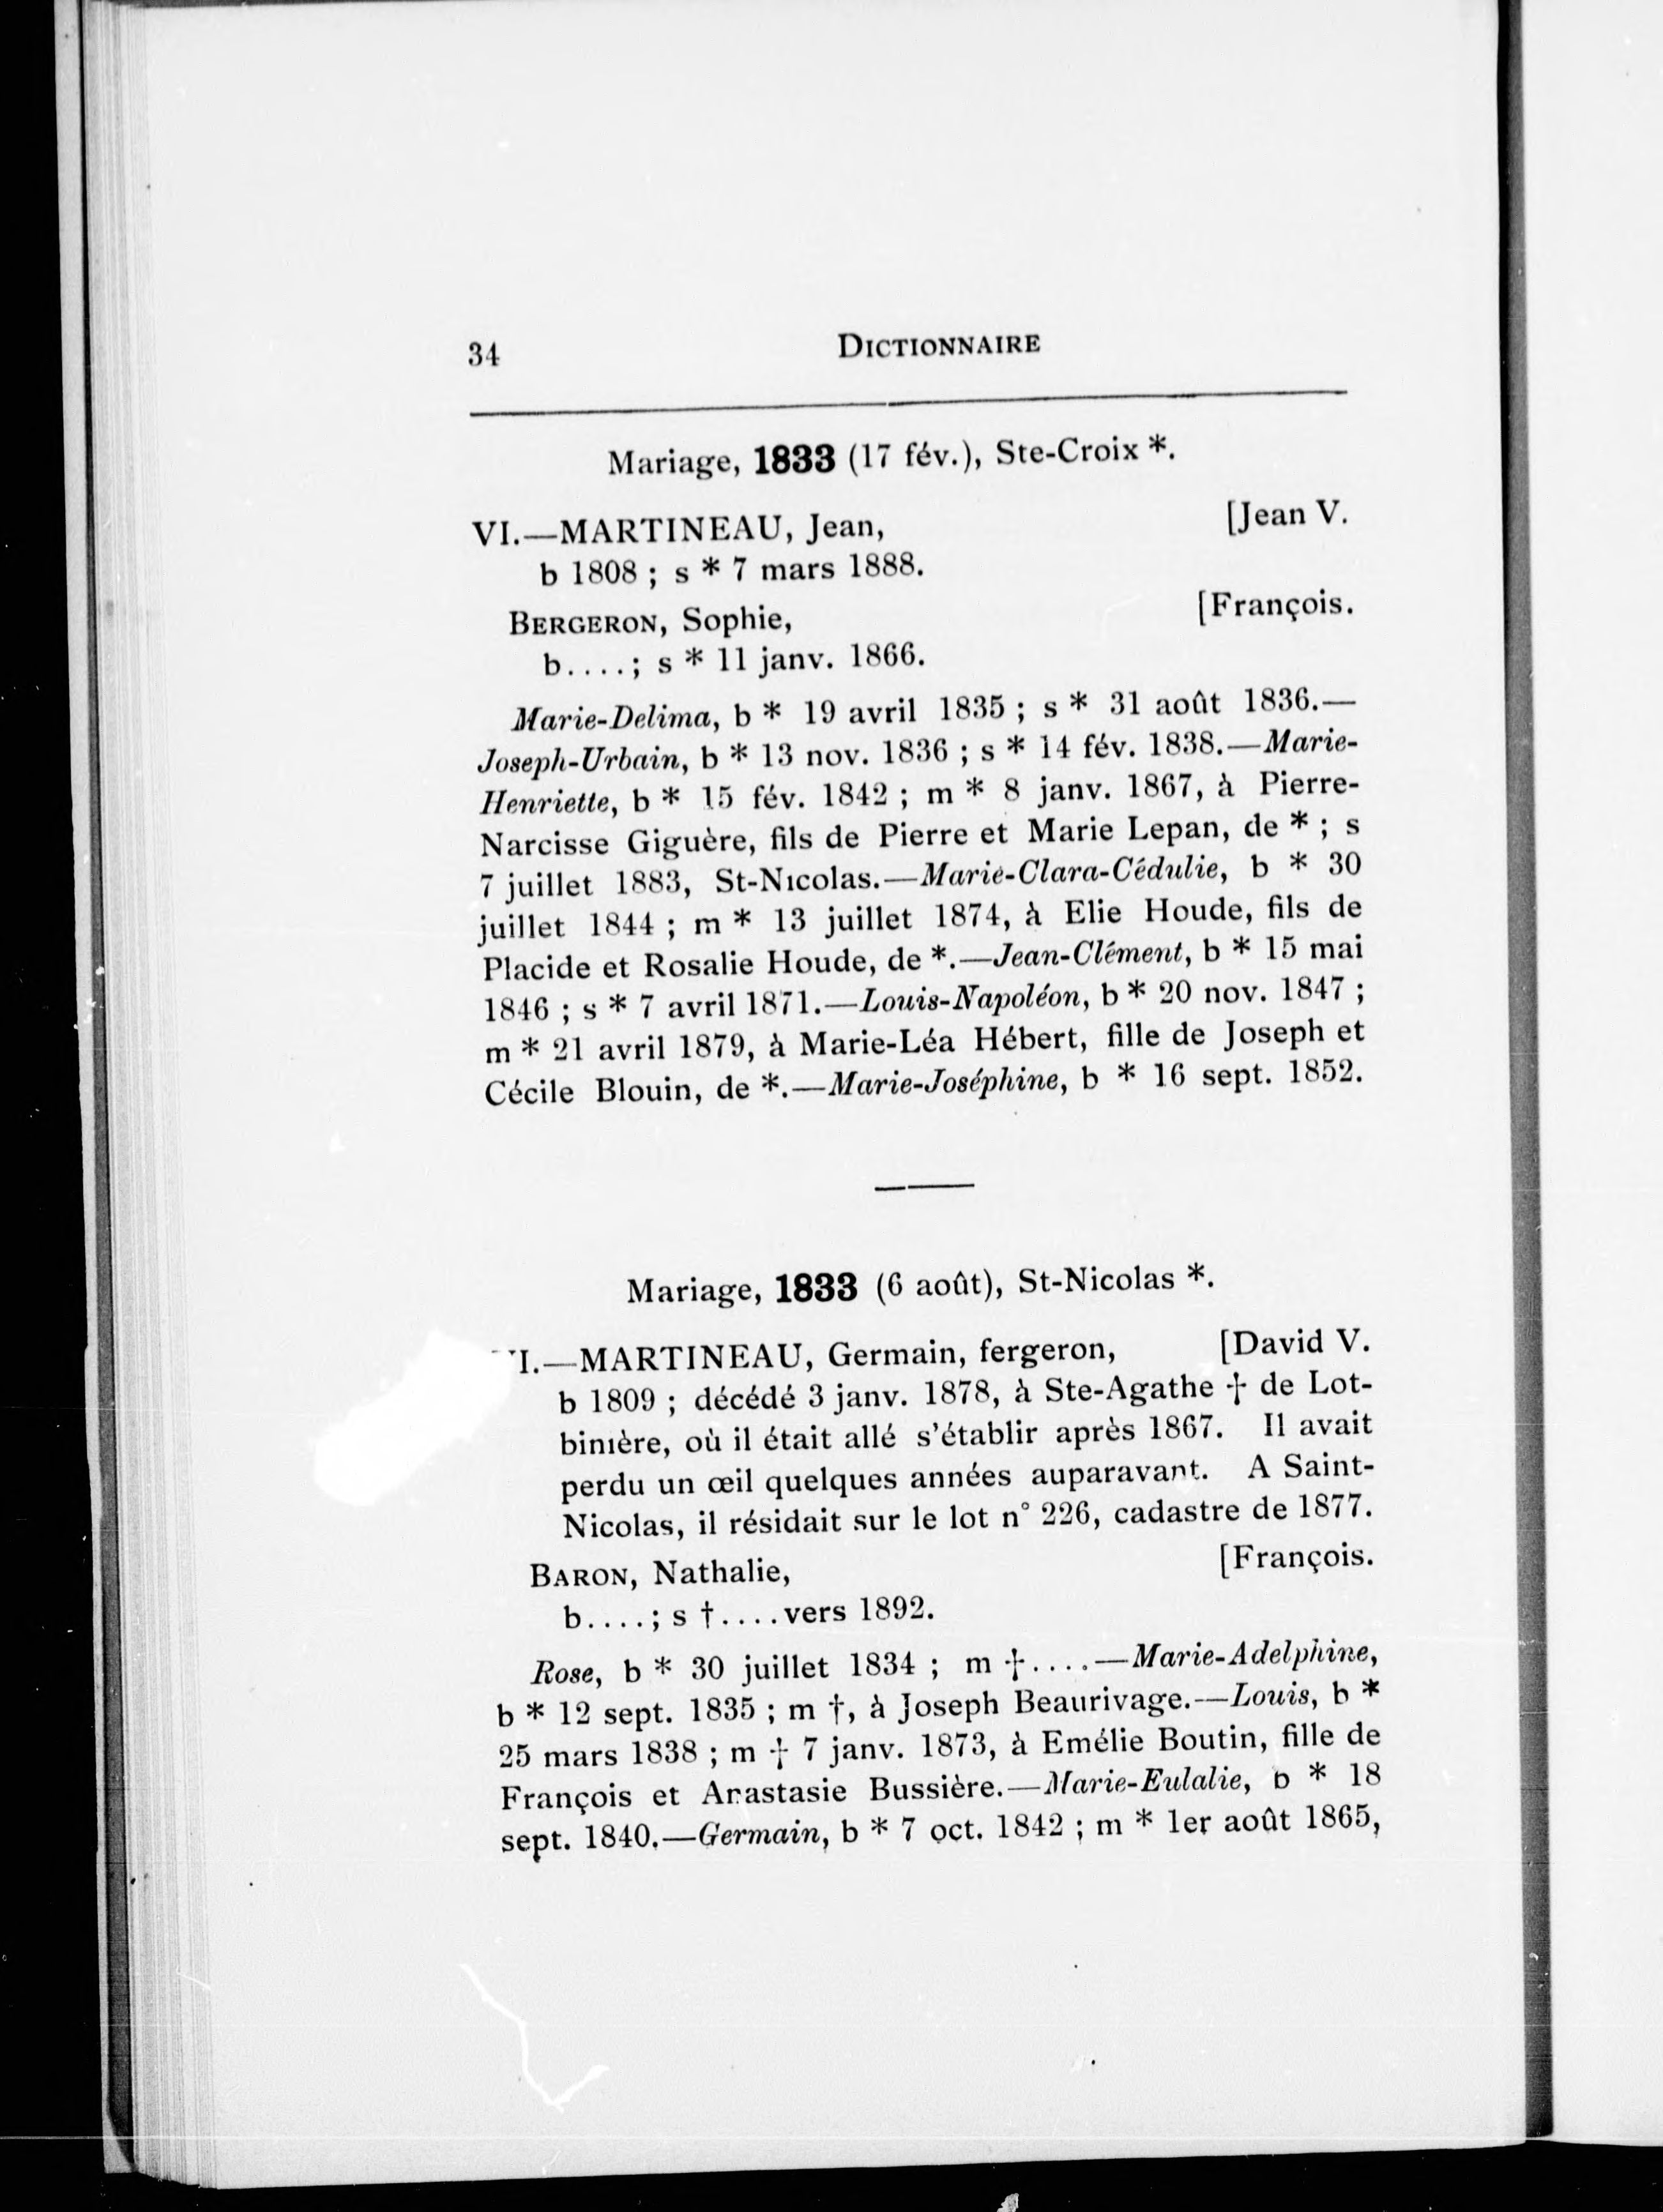 34 DICTIONNAIRE
Mariage, 1833 (17 fév.), Ste-Croix *.
VI.—MARTINEAU, Jean, [Jean V.
b 1808 ; s * 7 mars 1888.
BERGERON, Sophie, [François.
b....; s * 11 janv. 1866.
Marie-Delima, b * 19 avril 1835 ; s * 31 août 1836.—
Joseph-Urbain, b * 13 nov. 1836 ; s * 14 fév. 1838.—Marie-
Henriette, b * 15 fév. 1842 ; m * 8 janv. 1867, à Pierre-
Narcisse Giguère, fils de Pierre et Marie Lepan, de * ; s
7 juillet 1883, St-Nicolas.—Marie-Clara-Cédulie, b * 30
juillet 1844 ; m * 13 juillet 1874, à Elie Houde, fils de
Placide et Rosalie Houde, de *.—Jean-Clément, b * 15 mai
1846 ; s * 7 avril 1871.—Louis-Napoléon, b * 20 nov. 1847 ;
m * 21 avril 1879, à Marie-Léa Hébert, fille de Joseph et
Cécile Blouin, de *.—Marie-Joséphine, b * 16 sept. 1852.
Mariage, 1833 (6 août), St-Nicolas *.
VI.—MARTINEAU, Germain, fergeron, [David V.
b 1809 ; décédé 3 janv. 1878, à Ste-Agathe † de Lot-
binière, où il était allé s'établir après 1867. Il avait
perdu un œil quelques années auparavant. A Saint-
Nicolas, il résidait sur le lot n° 226, cadastre de 1877.
BARON, Nathalie, [François.
b....; s †....vers 1892.
Rose, b * 30 juillet 1834 ; m †....—Marie-Adelphine,
b * 12 sept. 1835 ; m †, à Joseph Beaurivage.—Louis, b *
25 mars 1838 ; m † 7 janv. 1873, à Emélie Boutin, fille de
François et Anastasie Bussière.—Marie-Eulalie, b * 18
sept. 1840.—Germain, b * 7 oct. 1842 ; m * 1er août 1865,